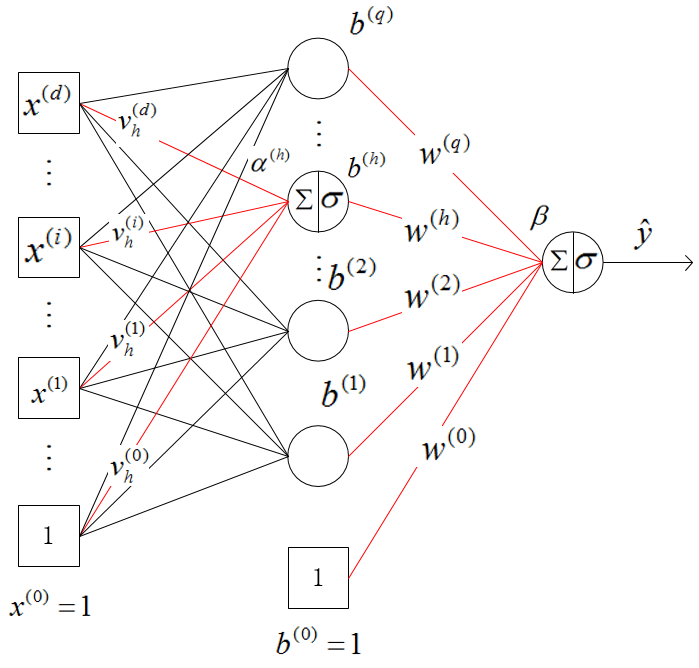 b^{(q)}
x^{(d)}
v_h^{(d)}
⋮
⋮
α^{(h)}
b^{(h)}
w^{(q)}
Σ σ
x^{(i)}
v_h^{(i)}
w^{(h)}
β
ŷ
Σ σ
⋮
b^{(2)}
w^{(2)}
⋮
v_h^{(1)}
x^{(1)}
b^{(1)}
w^{(1)}
⋮
v_h^{(0)}
w^{(0)}
1
1
x^{(0)} = 1
b^{(0)} = 1